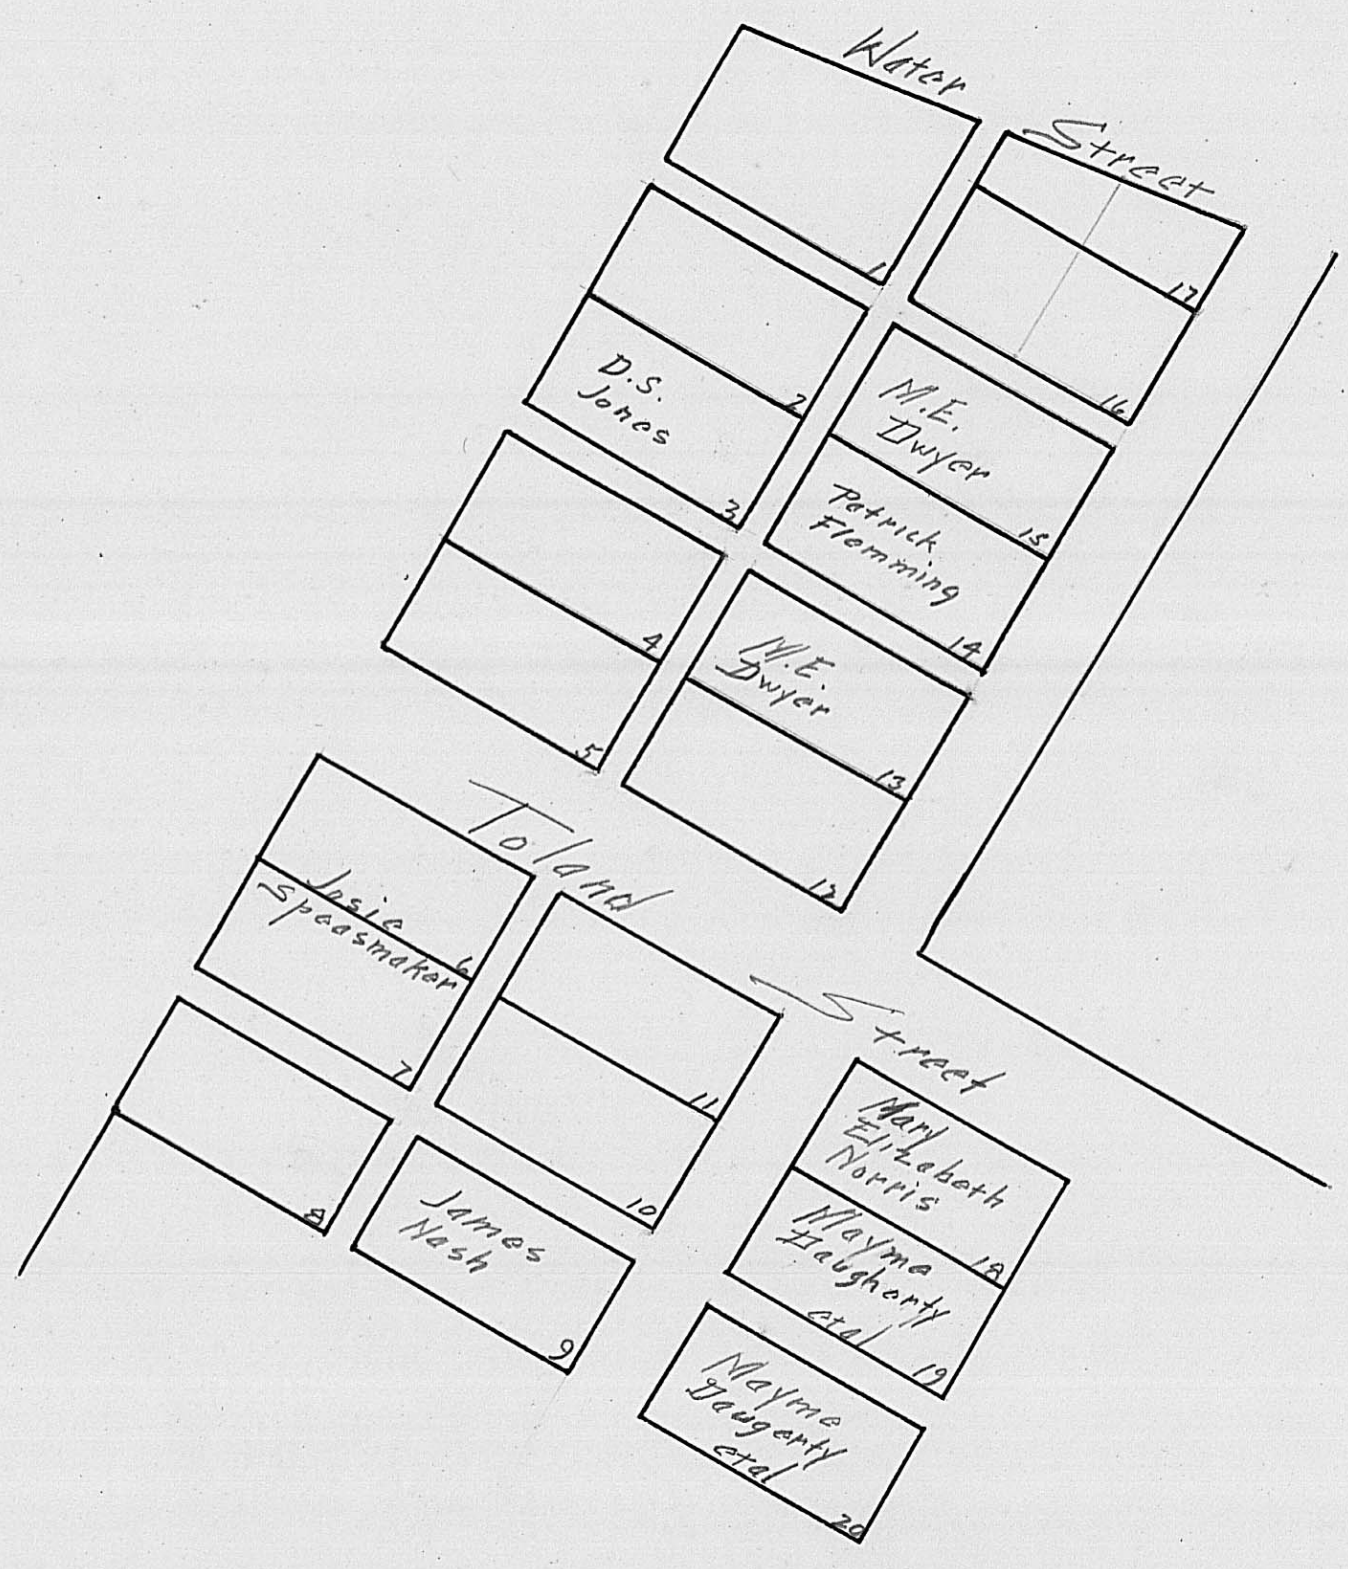 Water
Street
1
17
16
2
D.S.
Jones
3
M.E.
Dwyer
15
Patrick
Flemming
14
4
5
M.E.
Dwyer
13
12
Toland
Street
Josie
6
Speasmaker
7
11
10
8
James
Nash
9
Mary
Elizabeth
Norris
18
Mayme
Daugherty
etal
19
Mayme
Daugerty
etal
20